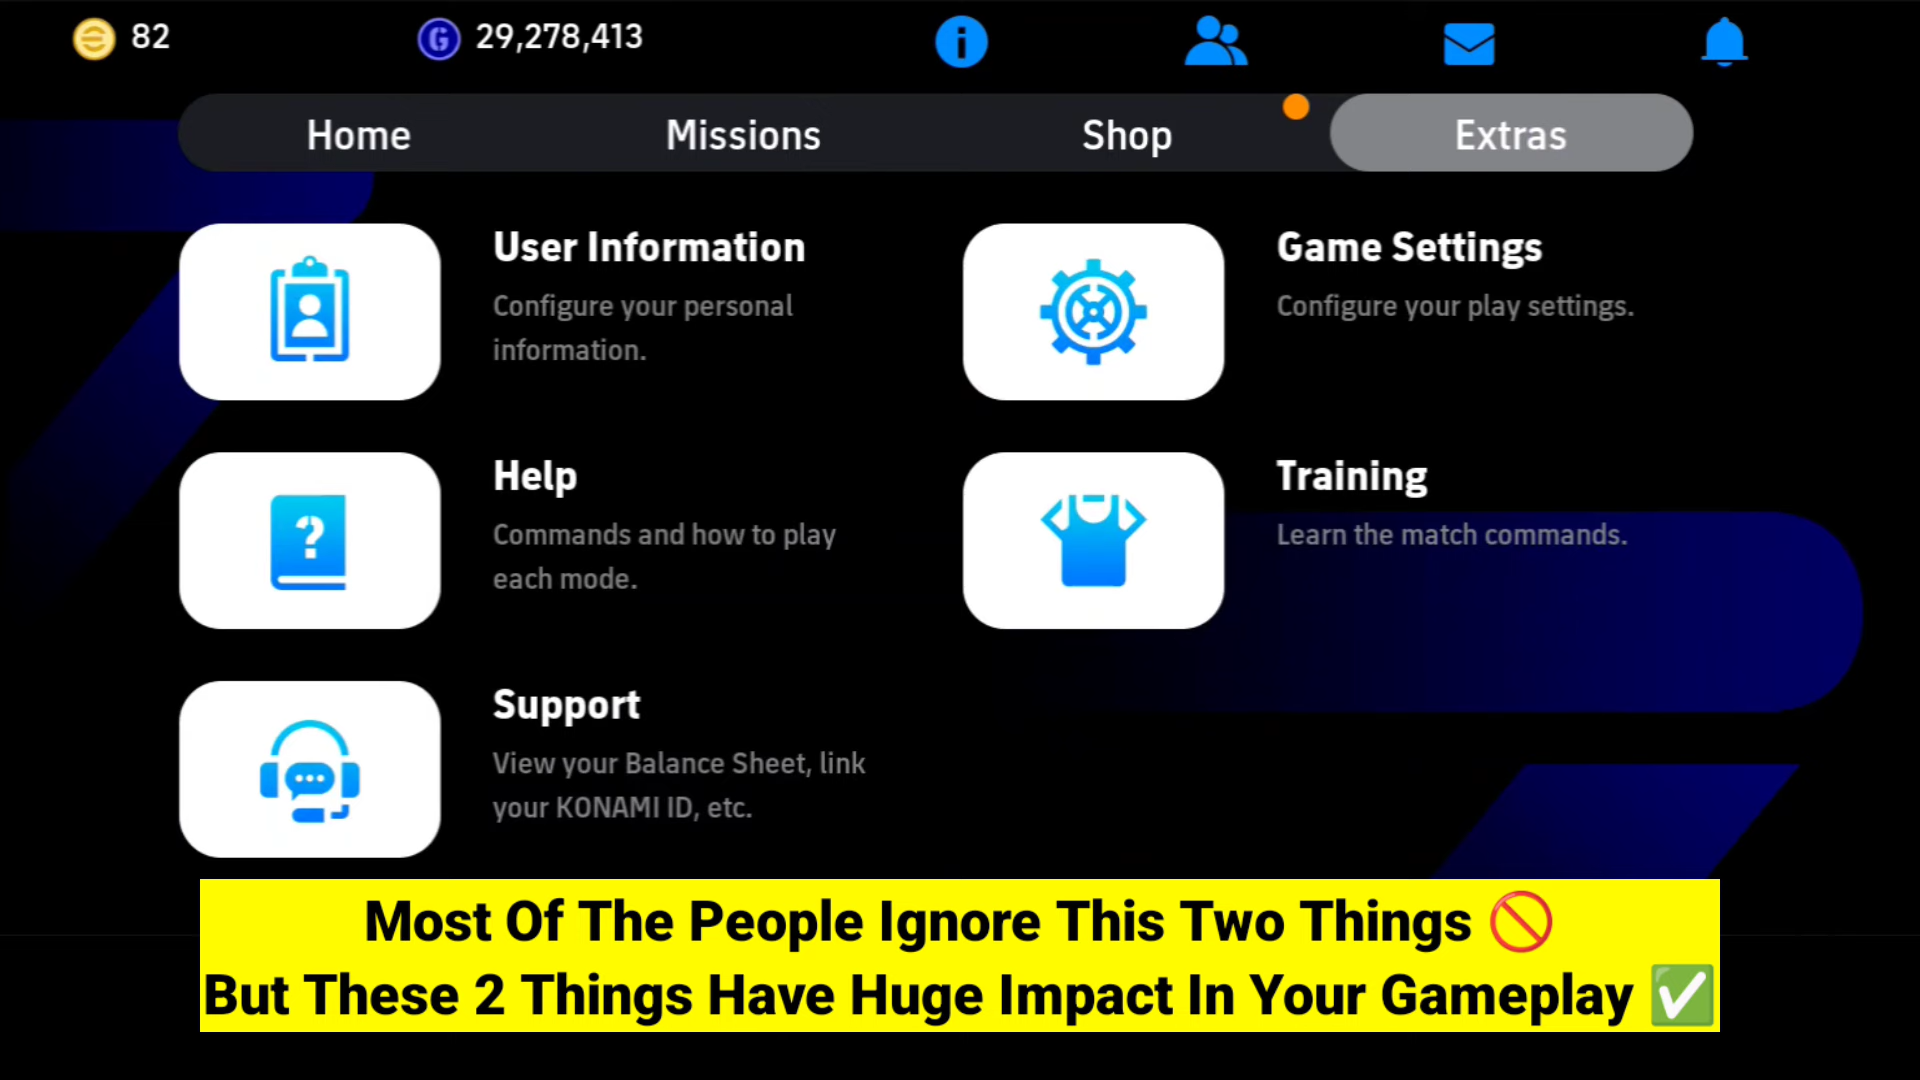 82
29,278,413
Home
Missions
Shop
Extras
User Information
Configure your personal
information.
Game Settings
Configure your play settings.
Help
Commands and how to play
each mode.
Training
Learn the match commands.
Support
View your Balance Sheet, link
your KONAMI ID, etc.
Most Of The People Ignore This Two Things 🚫
But These 2 Things Have Huge Impact In Your Gameplay ✅